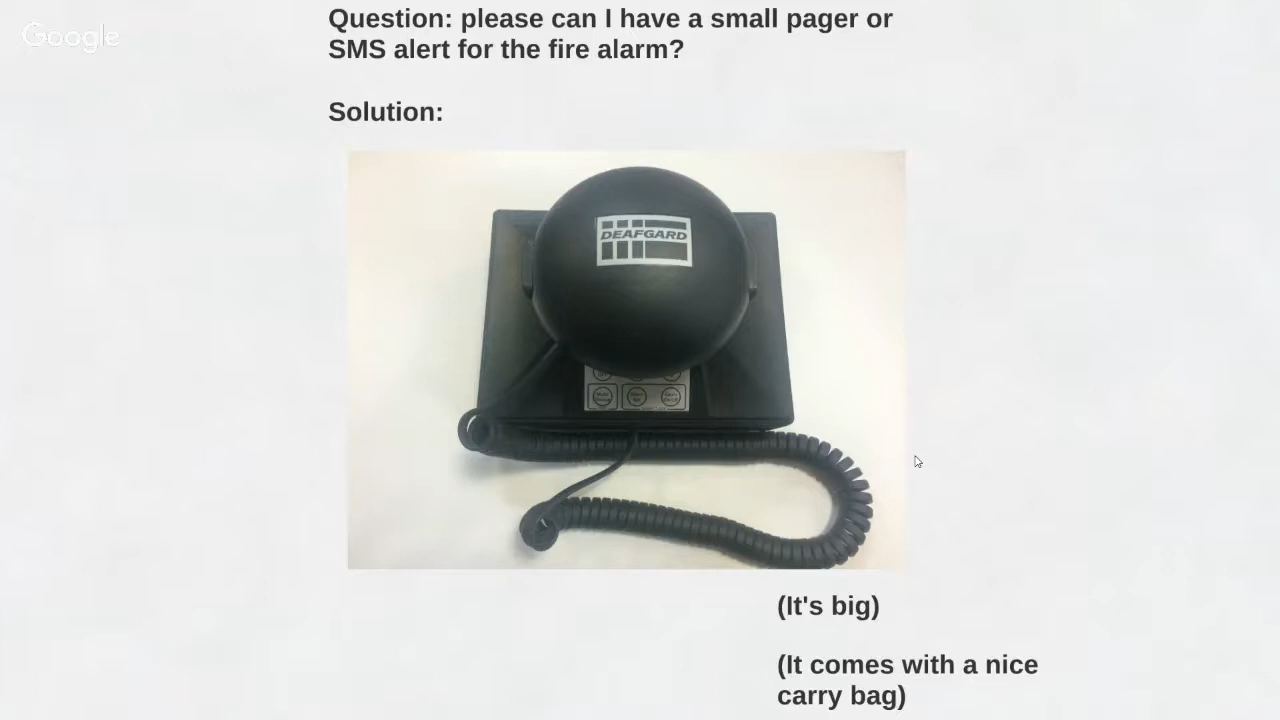 Google
Question: please can I have a small pager or
SMS alert for the fire alarm?
Solution:
DEAFGARD
(It's big)
(It comes with a nice
carry bag)